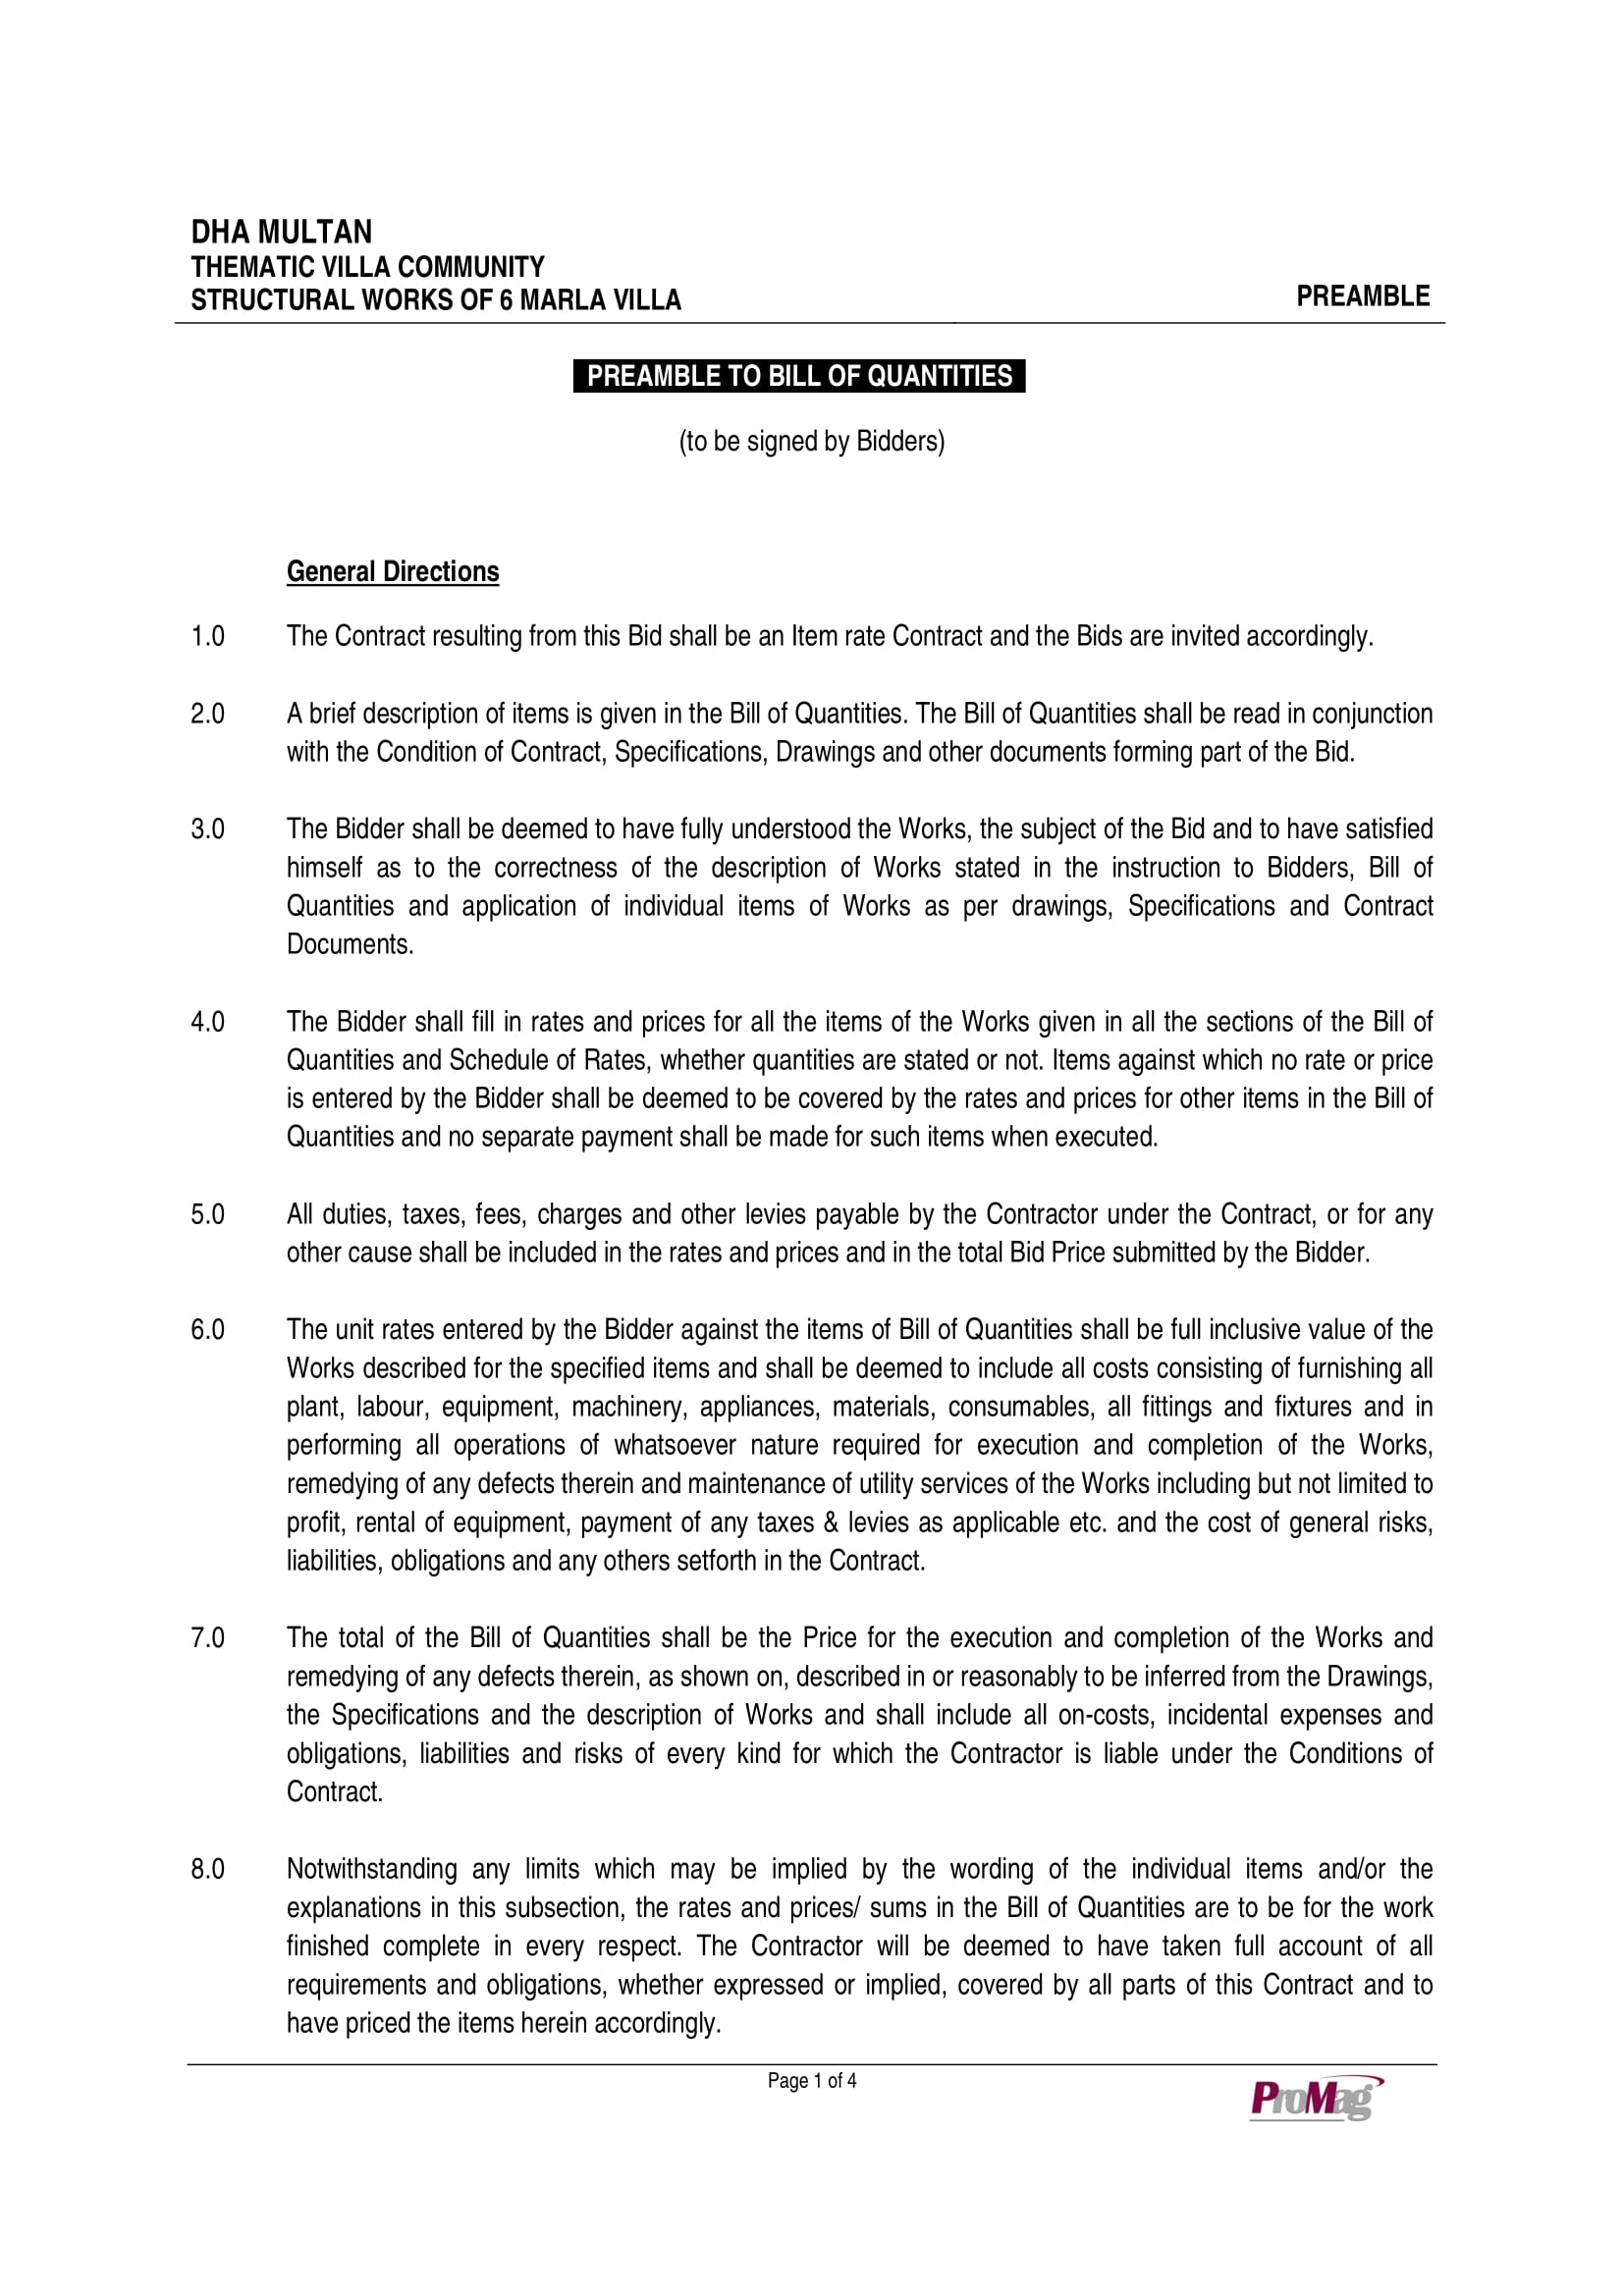 DHA MULTAN
THEMATIC VILLA COMMUNITY
STRUCTURAL WORKS OF 6 MARLA VILLA
PREAMBLE
PREAMBLE TO BILL OF QUANTITIES
(to be signed by Bidders)
General Directions
1.0 The Contract resulting from this Bid shall be an Item rate Contract and the Bids are invited accordingly.
2.0 A brief description of items is given in the Bill of Quantities. The Bill of Quantities shall be read in conjunction
with the Condition of Contract, Specifications, Drawings and other documents forming part of the Bid.
3.0 The Bidder shall be deemed to have fully understood the Works, the subject of the Bid and to have satisfied
himself as to the correctness of the description of Works stated in the instruction to Bidders, Bill of
Quantities and application of individual items of Works as per drawings, Specifications and Contract
Documents.
4.0 The Bidder shall fill in rates and prices for all the items of the Works given in all the sections of the Bill of
Quantities and Schedule of Rates, whether quantities are stated or not. Items against which no rate or price
is entered by the Bidder shall be deemed to be covered by the rates and prices for other items in the Bill of
Quantities and no separate payment shall be made for such items when executed.
5.0 All duties, taxes, fees, charges and other levies payable by the Contractor under the Contract, or for any
other cause shall be included in the rates and prices and in the total Bid Price submitted by the Bidder.
6.0 The unit rates entered by the Bidder against the items of Bill of Quantities shall be full inclusive value of the
Works described for the specified items and shall be deemed to include all costs consisting of furnishing all
plant, labour, equipment, machinery, appliances, materials, consumables, all fittings and fixtures and in
performing all operations of whatsoever nature required for execution and completion of the Works,
remedying of any defects therein and maintenance of utility services of the Works including but not limited to
profit, rental of equipment, payment of any taxes & levies as applicable etc. and the cost of general risks,
liabilities, obligations and any others setforth in the Contract.
7.0 The total of the Bill of Quantities shall be the Price for the execution and completion of the Works and
remedying of any defects therein, as shown on, described in or reasonably to be inferred from the Drawings,
the Specifications and the description of Works and shall include all on-costs, incidental expenses and
obligations, liabilities and risks of every kind for which the Contractor is liable under the Conditions of
Contract.
8.0 Notwithstanding any limits which may be implied by the wording of the individual items and/or the
explanations in this subsection, the rates and prices/ sums in the Bill of Quantities are to be for the work
finished complete in every respect. The Contractor will be deemed to have taken full account of all
requirements and obligations, whether expressed or implied, covered by all parts of this Contract and to
have priced the items herein accordingly.
Page 1 of 4
ProMag